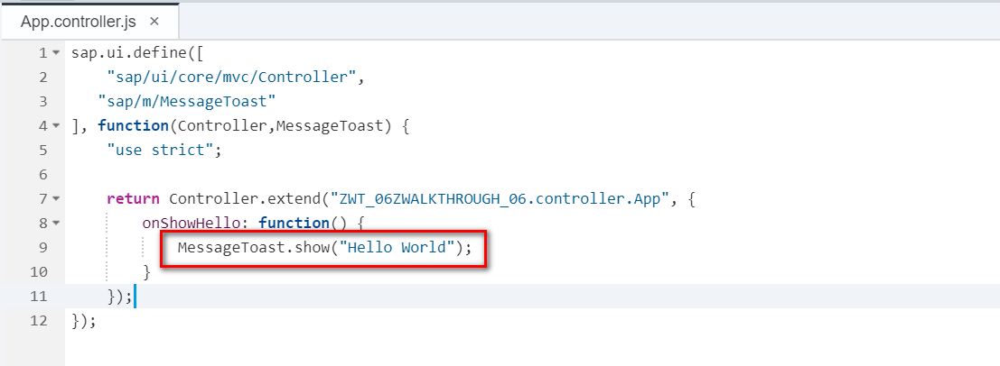 App.controller.js ×
1 sap.ui.define([
2 "sap/ui/core/mvc/Controller",
3 "sap/m/MessageToast"
4 ], function(Controller,MessageToast) {
5 "use strict";
6
7 return Controller.extend("ZWT_06ZWALKTHROUGH_06.controller.App", {
8 onShowHello: function() {
9 MessageToast.show("Hello World");
10 }
11 });
12 });